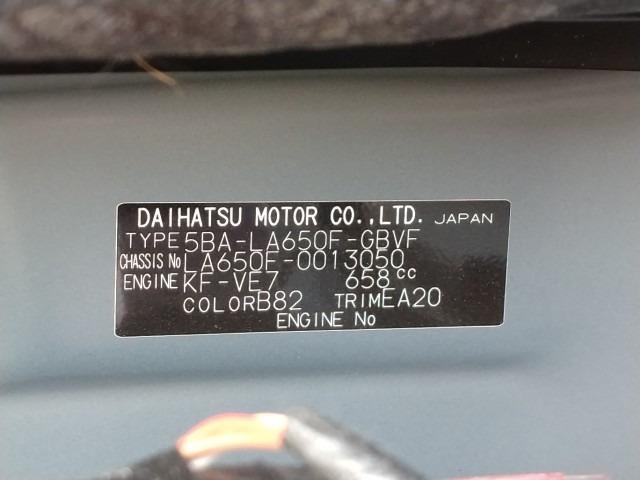 DAIHATSU MOTOR CO.,LTD. JAPAN
TYPE 5BA-LA650F-GBVF
CHASSIS No LA650F-0013050
ENGINE KF-VE7 658cc
COLOR B82 TRIM EA20
ENGINE No